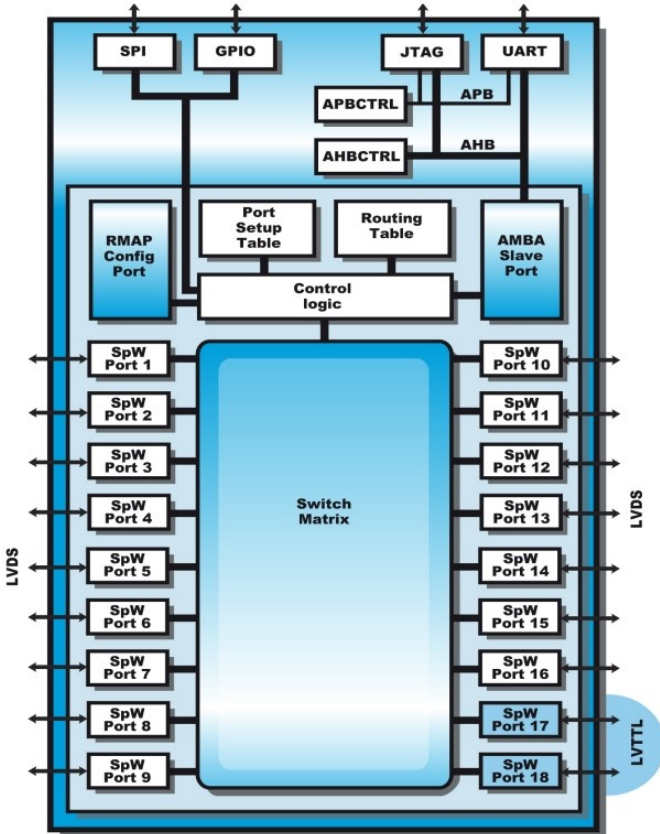 SPI
GPIO
JTAG
UART
APBCTRL
APB
AHBCTRL
AHB
RMAP
Config
Port
Port
Setup
Table
Routing
Table
AMBA
Slave
Port
Control
logic
SpW
Port 1
SpW
Port 2
SpW
Port 3
SpW
Port 4
SpW
Port 5
SpW
Port 6
SpW
Port 7
SpW
Port 8
SpW
Port 9
LVDS
Switch
Matrix
SpW
Port 10
SpW
Port 11
SpW
Port 12
SpW
Port 13
SpW
Port 14
SpW
Port 15
SpW
Port 16
SpW
Port 17
SpW
Port 18
LVDS
LVTTL